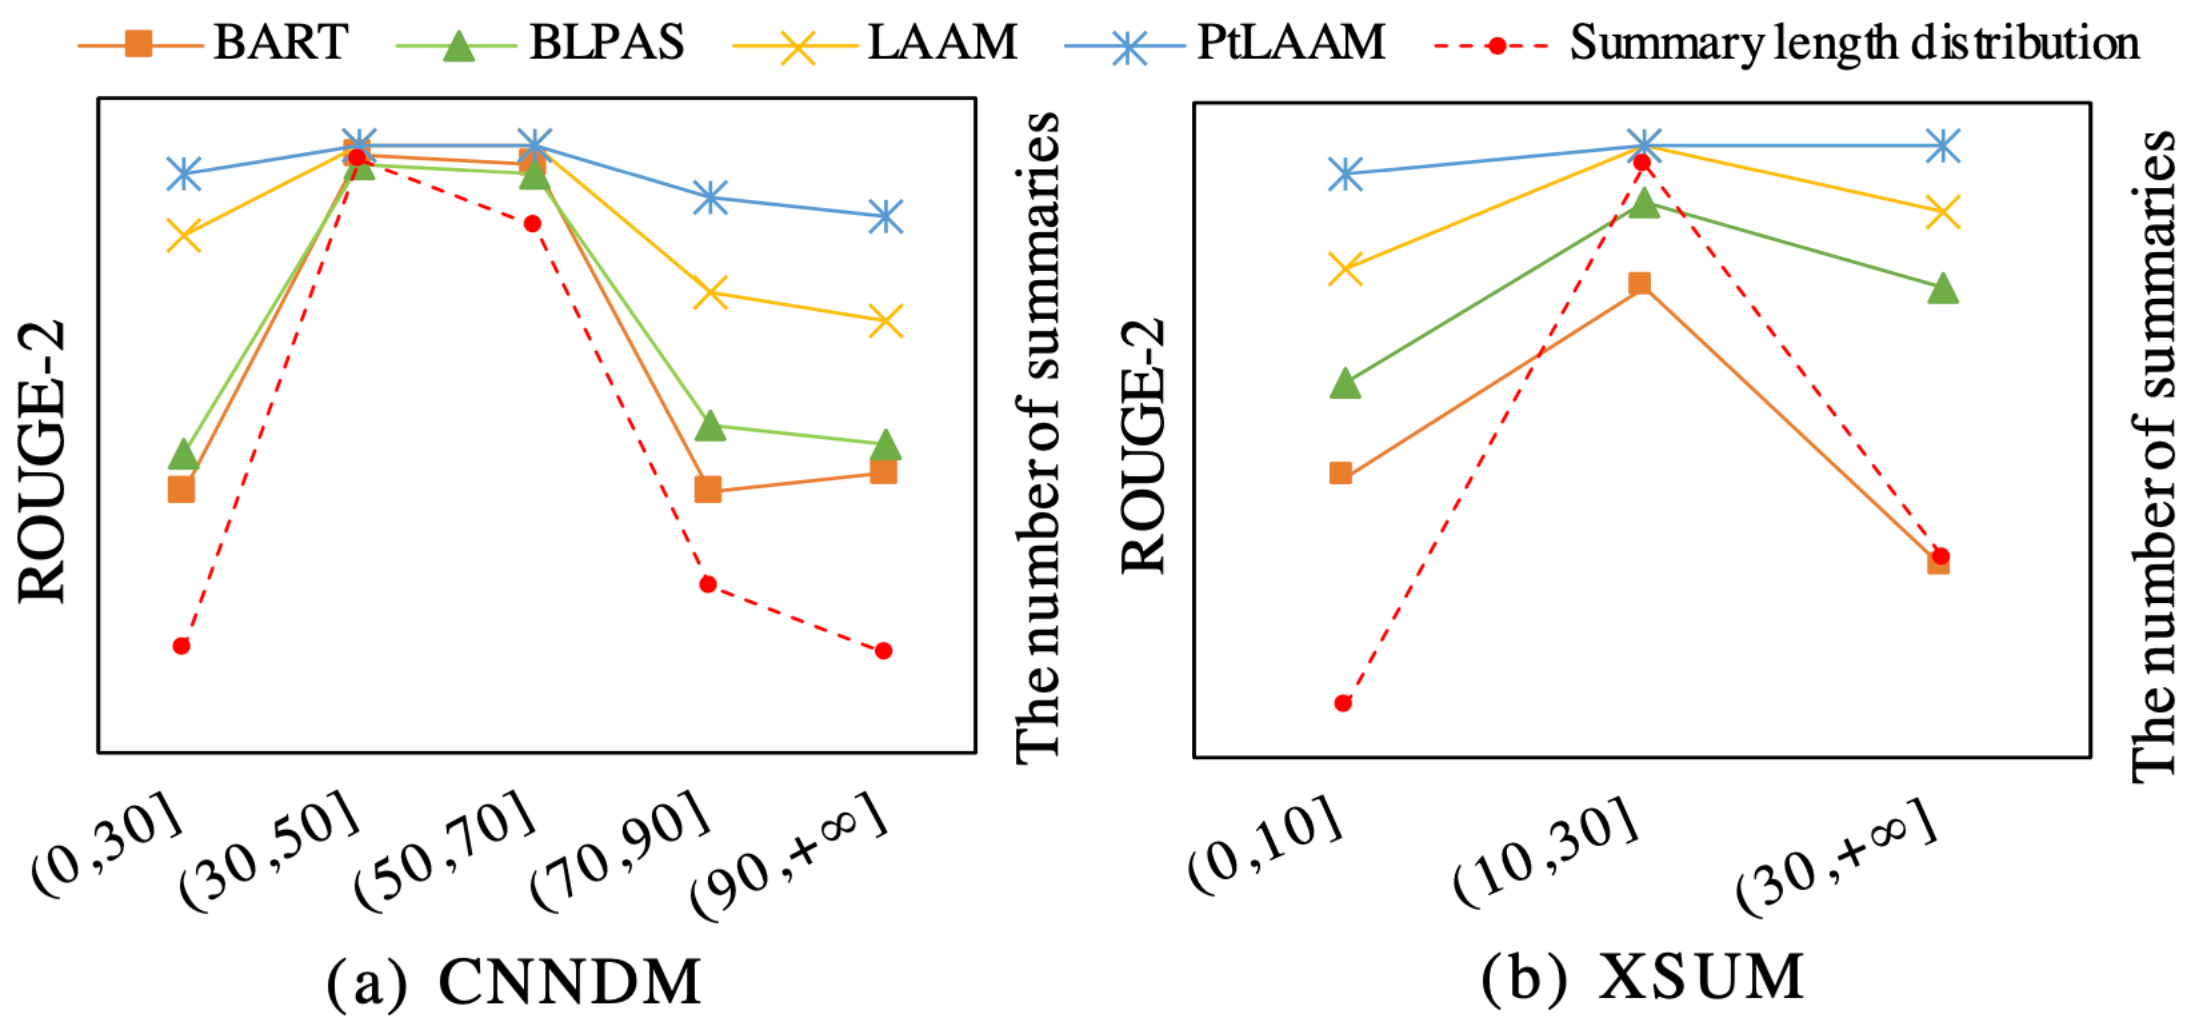 BART BLPAS LAAM PtLAAM Summary length distribution
ROUGE-2
The number of summaries
(0,30]
(30,50]
(50,70]
(70,90]
(90,+∞]
(a) CNNDM
ROUGE-2
The number of summaries
(0,10]
(10,30]
(30,+∞]
(b) XSUM